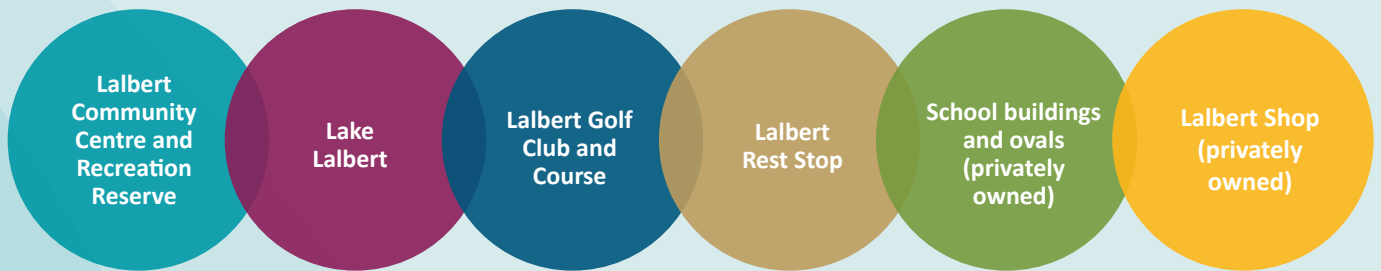 Lalbert
Community
Centre and
Recreation
Reserve
Lake
Lalbert
Lalbert Golf
Club and
Course
Lalbert
Rest Stop
School buildings
and ovals
(privately
owned)
Lalbert Shop
(privately
owned)